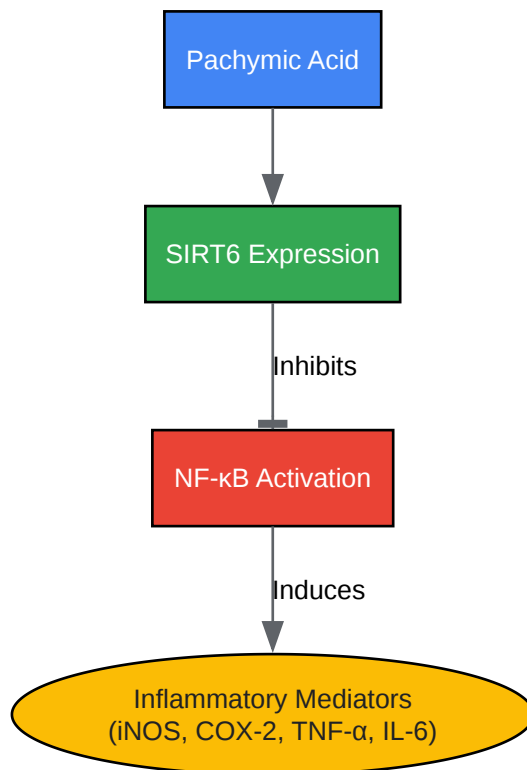 Pachymic Acid
SIRT6 Expression
Inhibits
NF-κB Activation
Induces
Inflammatory Mediators
(iNOS, COX-2, TNF-α, IL-6)